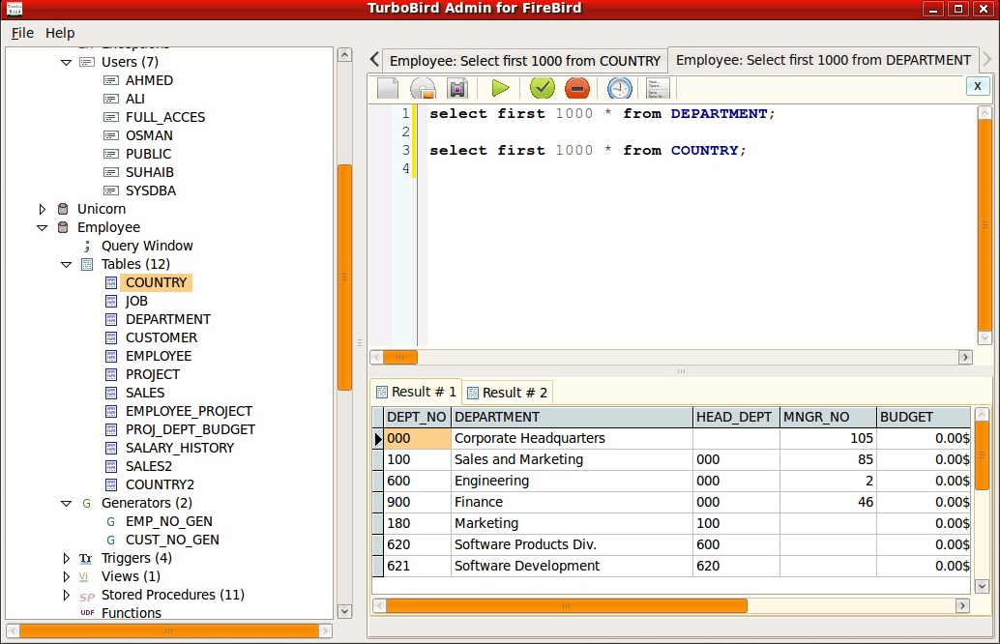 TurboBird Admin for FireBird
File Help
Exceptions
Users (7)
AHMED
ALI
FULL_ACCES
OSMAN
PUBLIC
SUHAIB
SYSDBA
Unicorn
Employee
; Query Window
Tables (12)
COUNTRY
JOB
DEPARTMENT
CUSTOMER
EMPLOYEE
PROJECT
SALES
EMPLOYEE_PROJECT
PROJ_DEPT_BUDGET
SALARY_HISTORY
SALES2
COUNTRY2
G Generators (2)
G EMP_NO_GEN
G CUST_NO_GEN
Tr Triggers (4)
Vi Views (1)
SP Stored Procedures (11)
UDF Functions
Employee: Select first 1000 from COUNTRY
Employee: Select first 1000 from DEPARTMENT
X
1 select first 1000 * from DEPARTMENT;
2
3 select first 1000 * from COUNTRY;
4
Result # 1 Result # 2
DEPT_NO DEPARTMENT HEAD_DEPT MNGR_NO BUDGET
000 Corporate Headquarters 105 0.00$
100 Sales and Marketing 000 85 0.00$
600 Engineering 000 2 0.00$
900 Finance 000 46 0.00$
180 Marketing 100 0.00$
620 Software Products Div. 600 0.00$
621 Software Development 620 0.00$